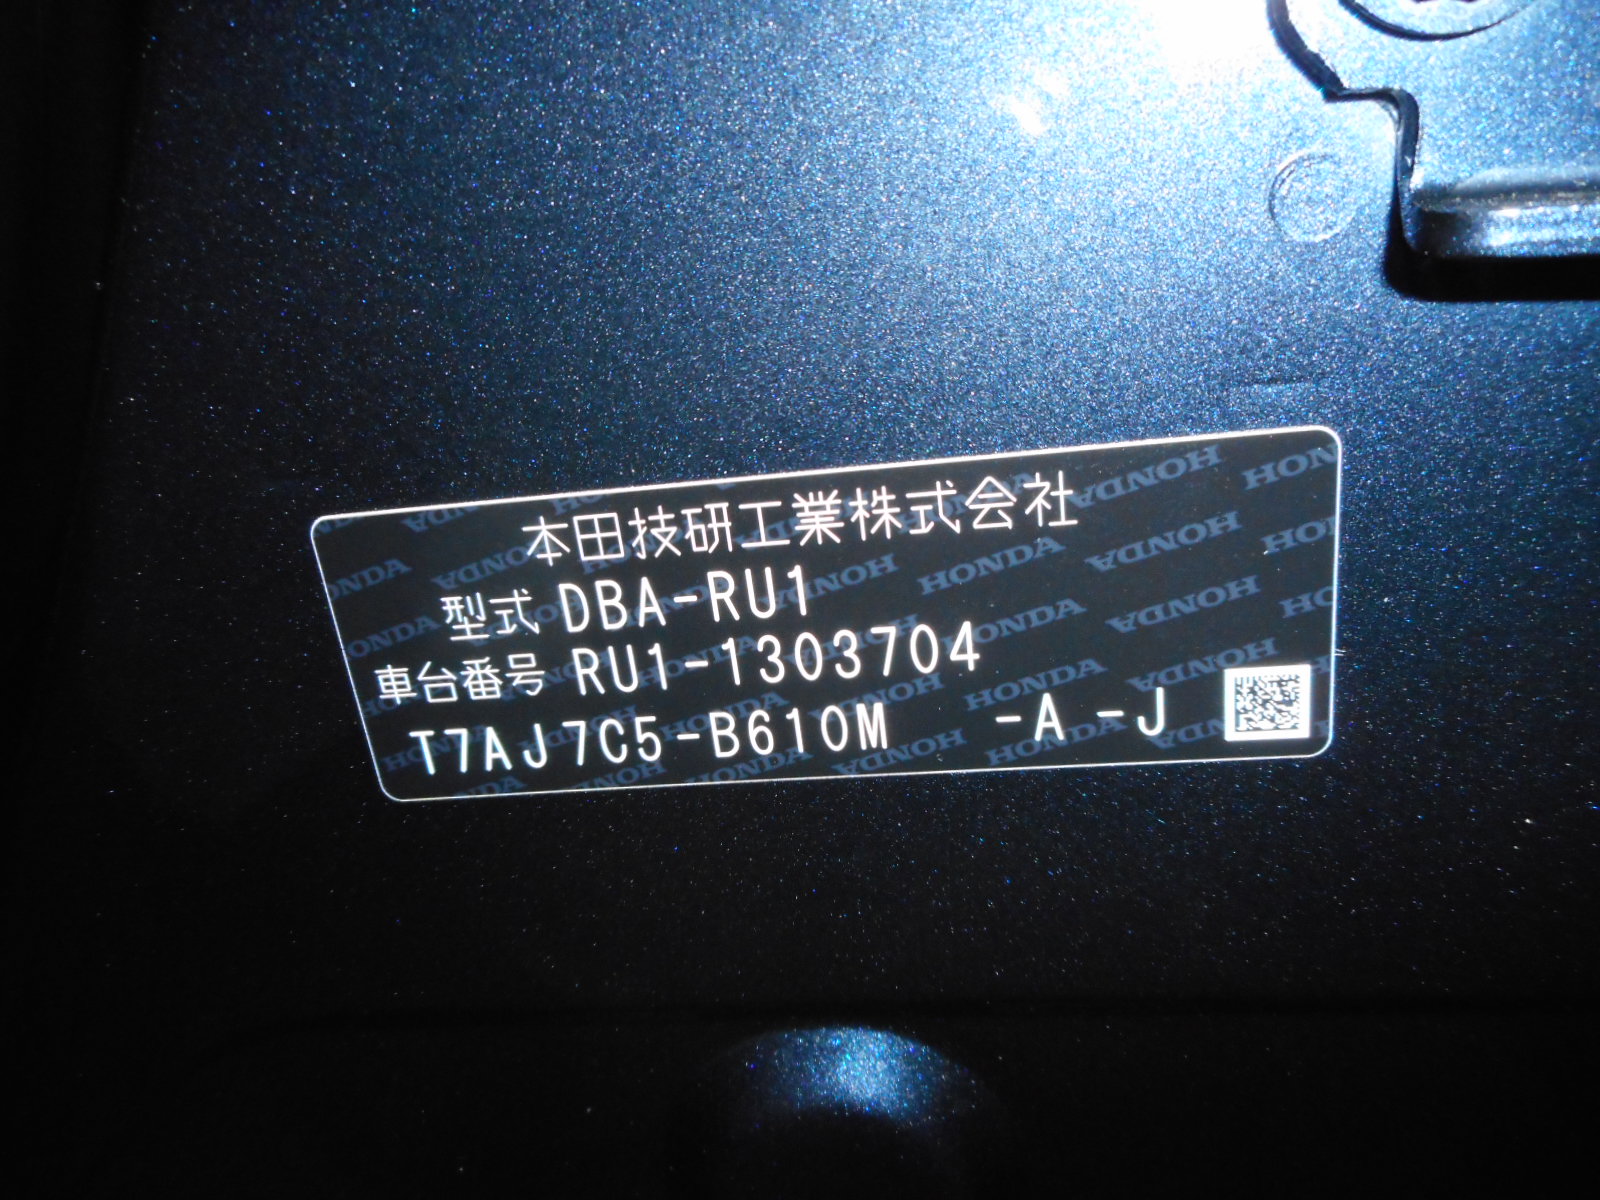 本田技研工業株式会社
型式 DBA-RU1
車台番号 RU1-1303704
T7AJ7C5-B610M -A -J